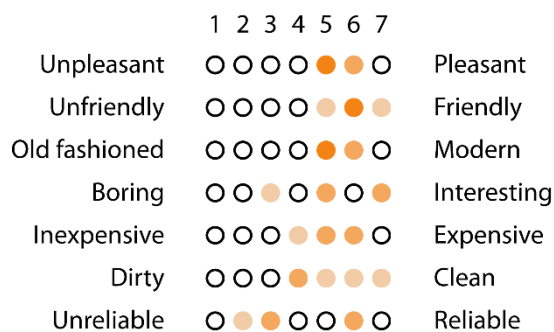 1 2 3 4 5 6 7
Unpleasant Pleasant
Unfriendly Friendly
Old fashioned Modern
Boring Interesting
Inexpensive Expensive
Dirty Clean
Unreliable Reliable